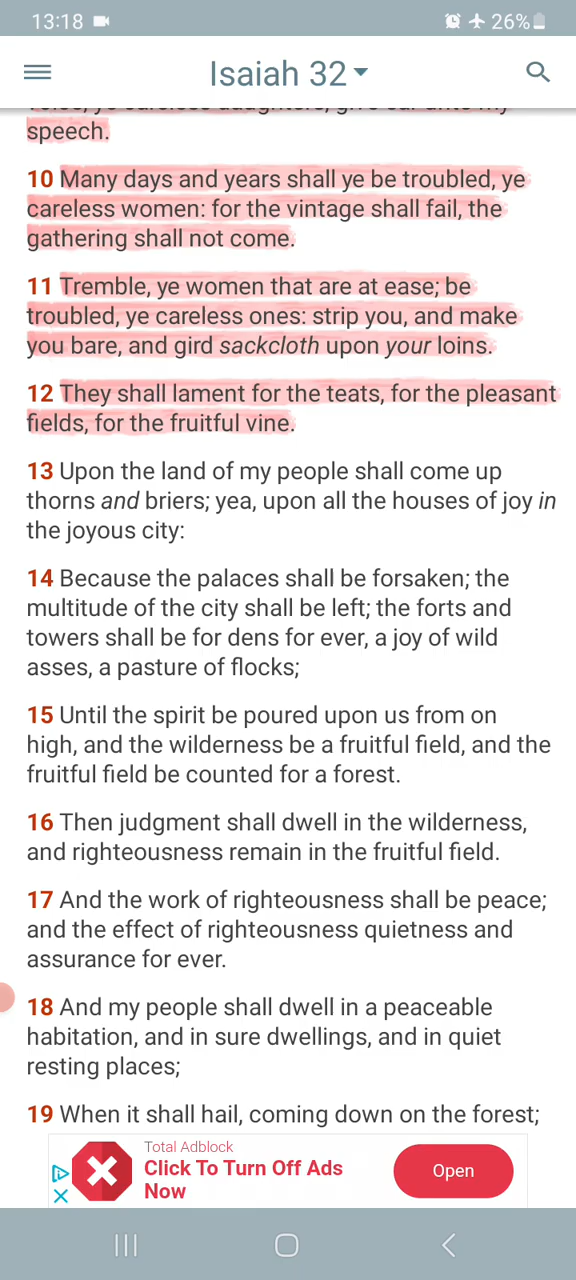 13:18
26%
Isaiah 32
speech.
10 Many days and years shall ye be troubled, ye
careless women: for the vintage shall fail, the
gathering shall not come.
11 Tremble, ye women that are at ease; be
troubled, ye careless ones: strip you, and make
you bare, and gird sackcloth upon your loins.
12 They shall lament for the teats, for the pleasant
fields, for the fruitful vine.
13 Upon the land of my people shall come up
thorns and briers; yea, upon all the houses of joy in
the joyous city:
14 Because the palaces shall be forsaken; the
multitude of the city shall be left; the forts and
towers shall be for dens for ever, a joy of wild
asses, a pasture of flocks;
15 Until the spirit be poured upon us from on
high, and the wilderness be a fruitful field, and the
fruitful field be counted for a forest.
16 Then judgment shall dwell in the wilderness,
and righteousness remain in the fruitful field.
17 And the work of righteousness shall be peace;
and the effect of righteousness quietness and
assurance for ever.
18 And my people shall dwell in a peaceable
habitation, and in sure dwellings, and in quiet
resting places;
19 When it shall hail, coming down on the forest;
Total Adblock
Click To Turn Off Ads
Now
Open